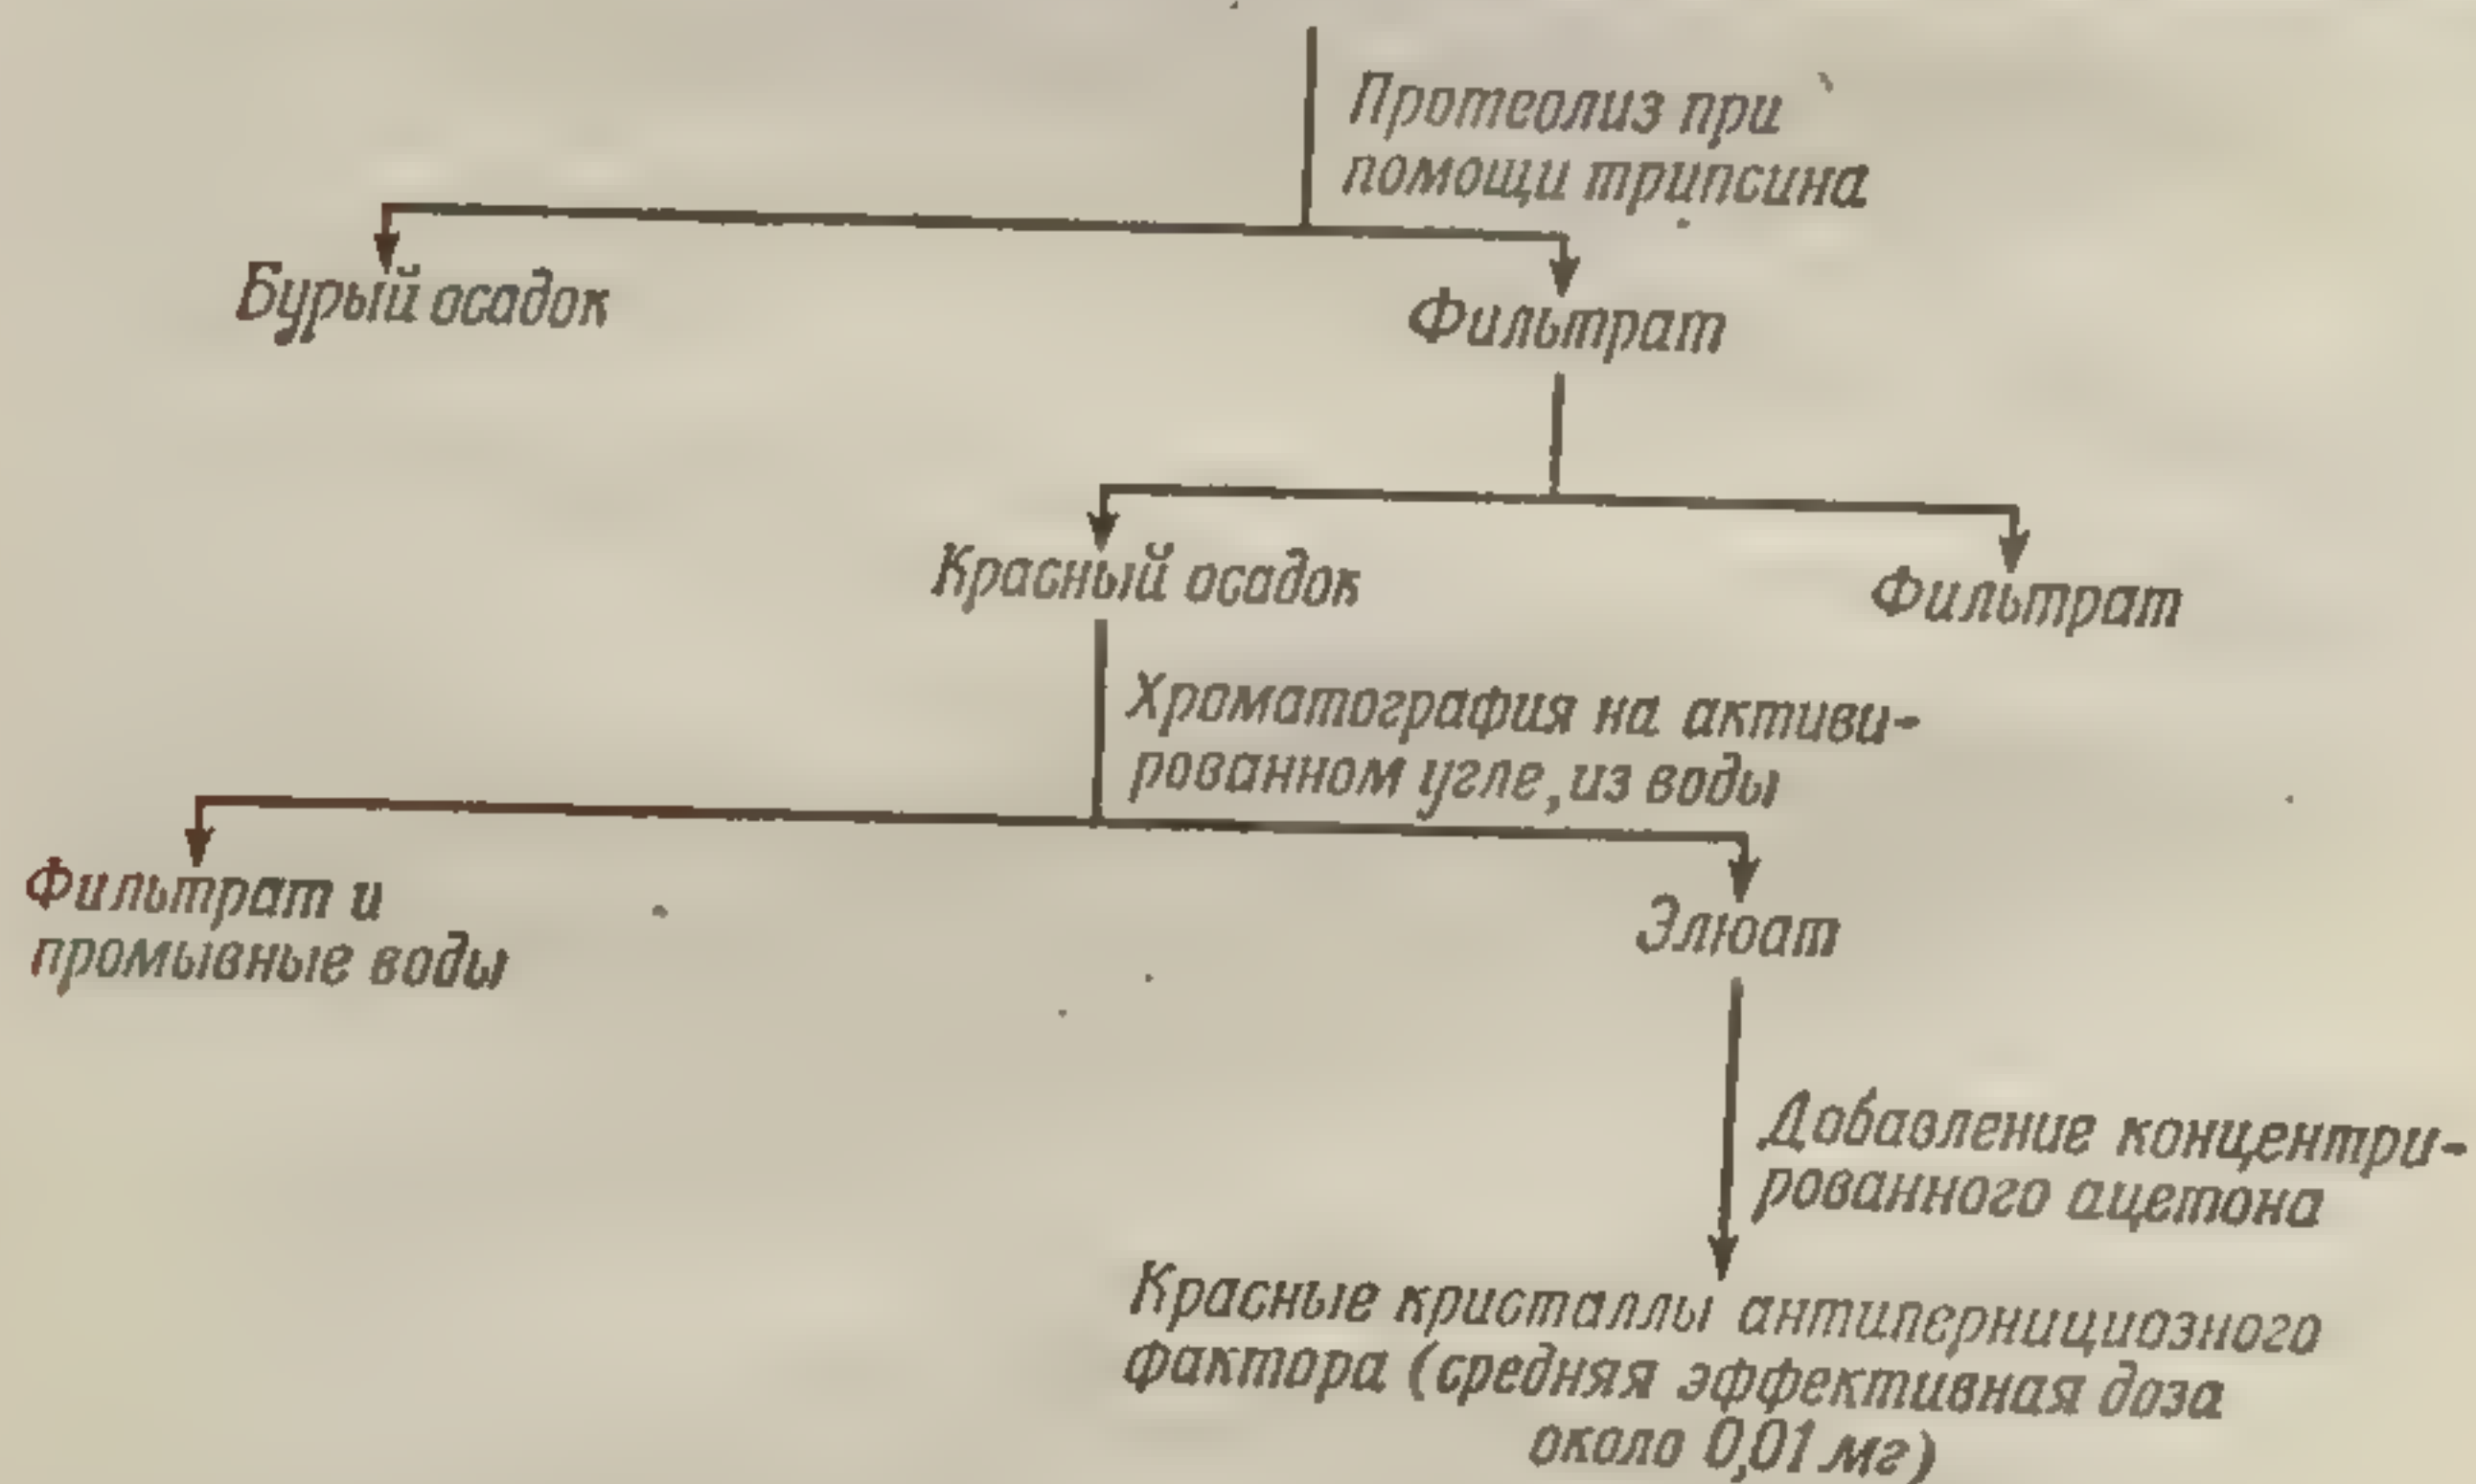 Протеолиз при
помощи трипсина
Бурый осадок
Фильтрат
Красный осадок
Фильтрат
Хроматография на активи-
рованном угле, из воды
Фильтрат и
промывные воды
Элюат
Добавление концентри-
рованного ацетона
Красные кристаллы антипернициозного
фактора (средняя эффективная доза
около 0,01 мг)